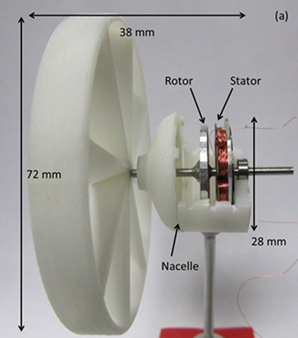 (a)
38 mm
Rotor
Stator
72 mm
28 mm
Nacelle